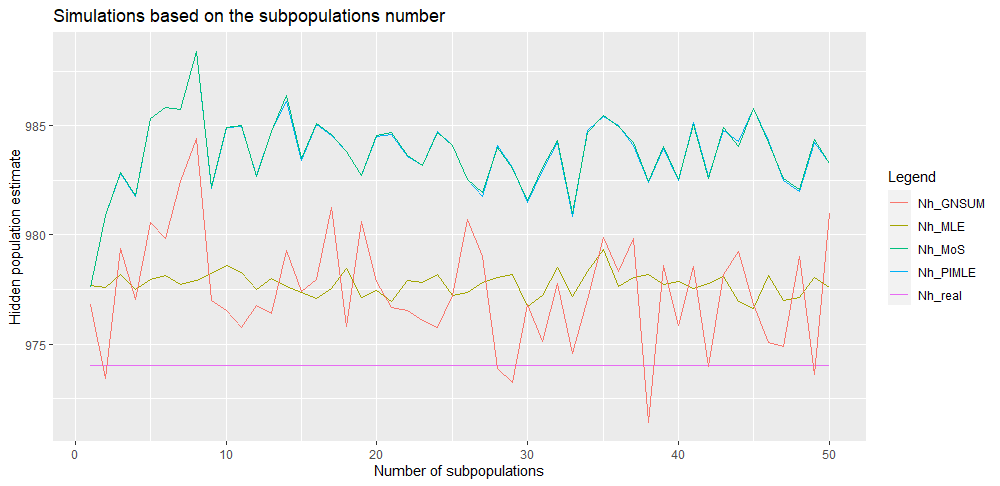 Simulations based on the subpopulations number
Hidden population estimate
985
980
975
0
10
20
30
40
50
Number of subpopulations
Legend
Nh_GNSUM
Nh_MLE
Nh_MoS
Nh_PIMLE
Nh_real